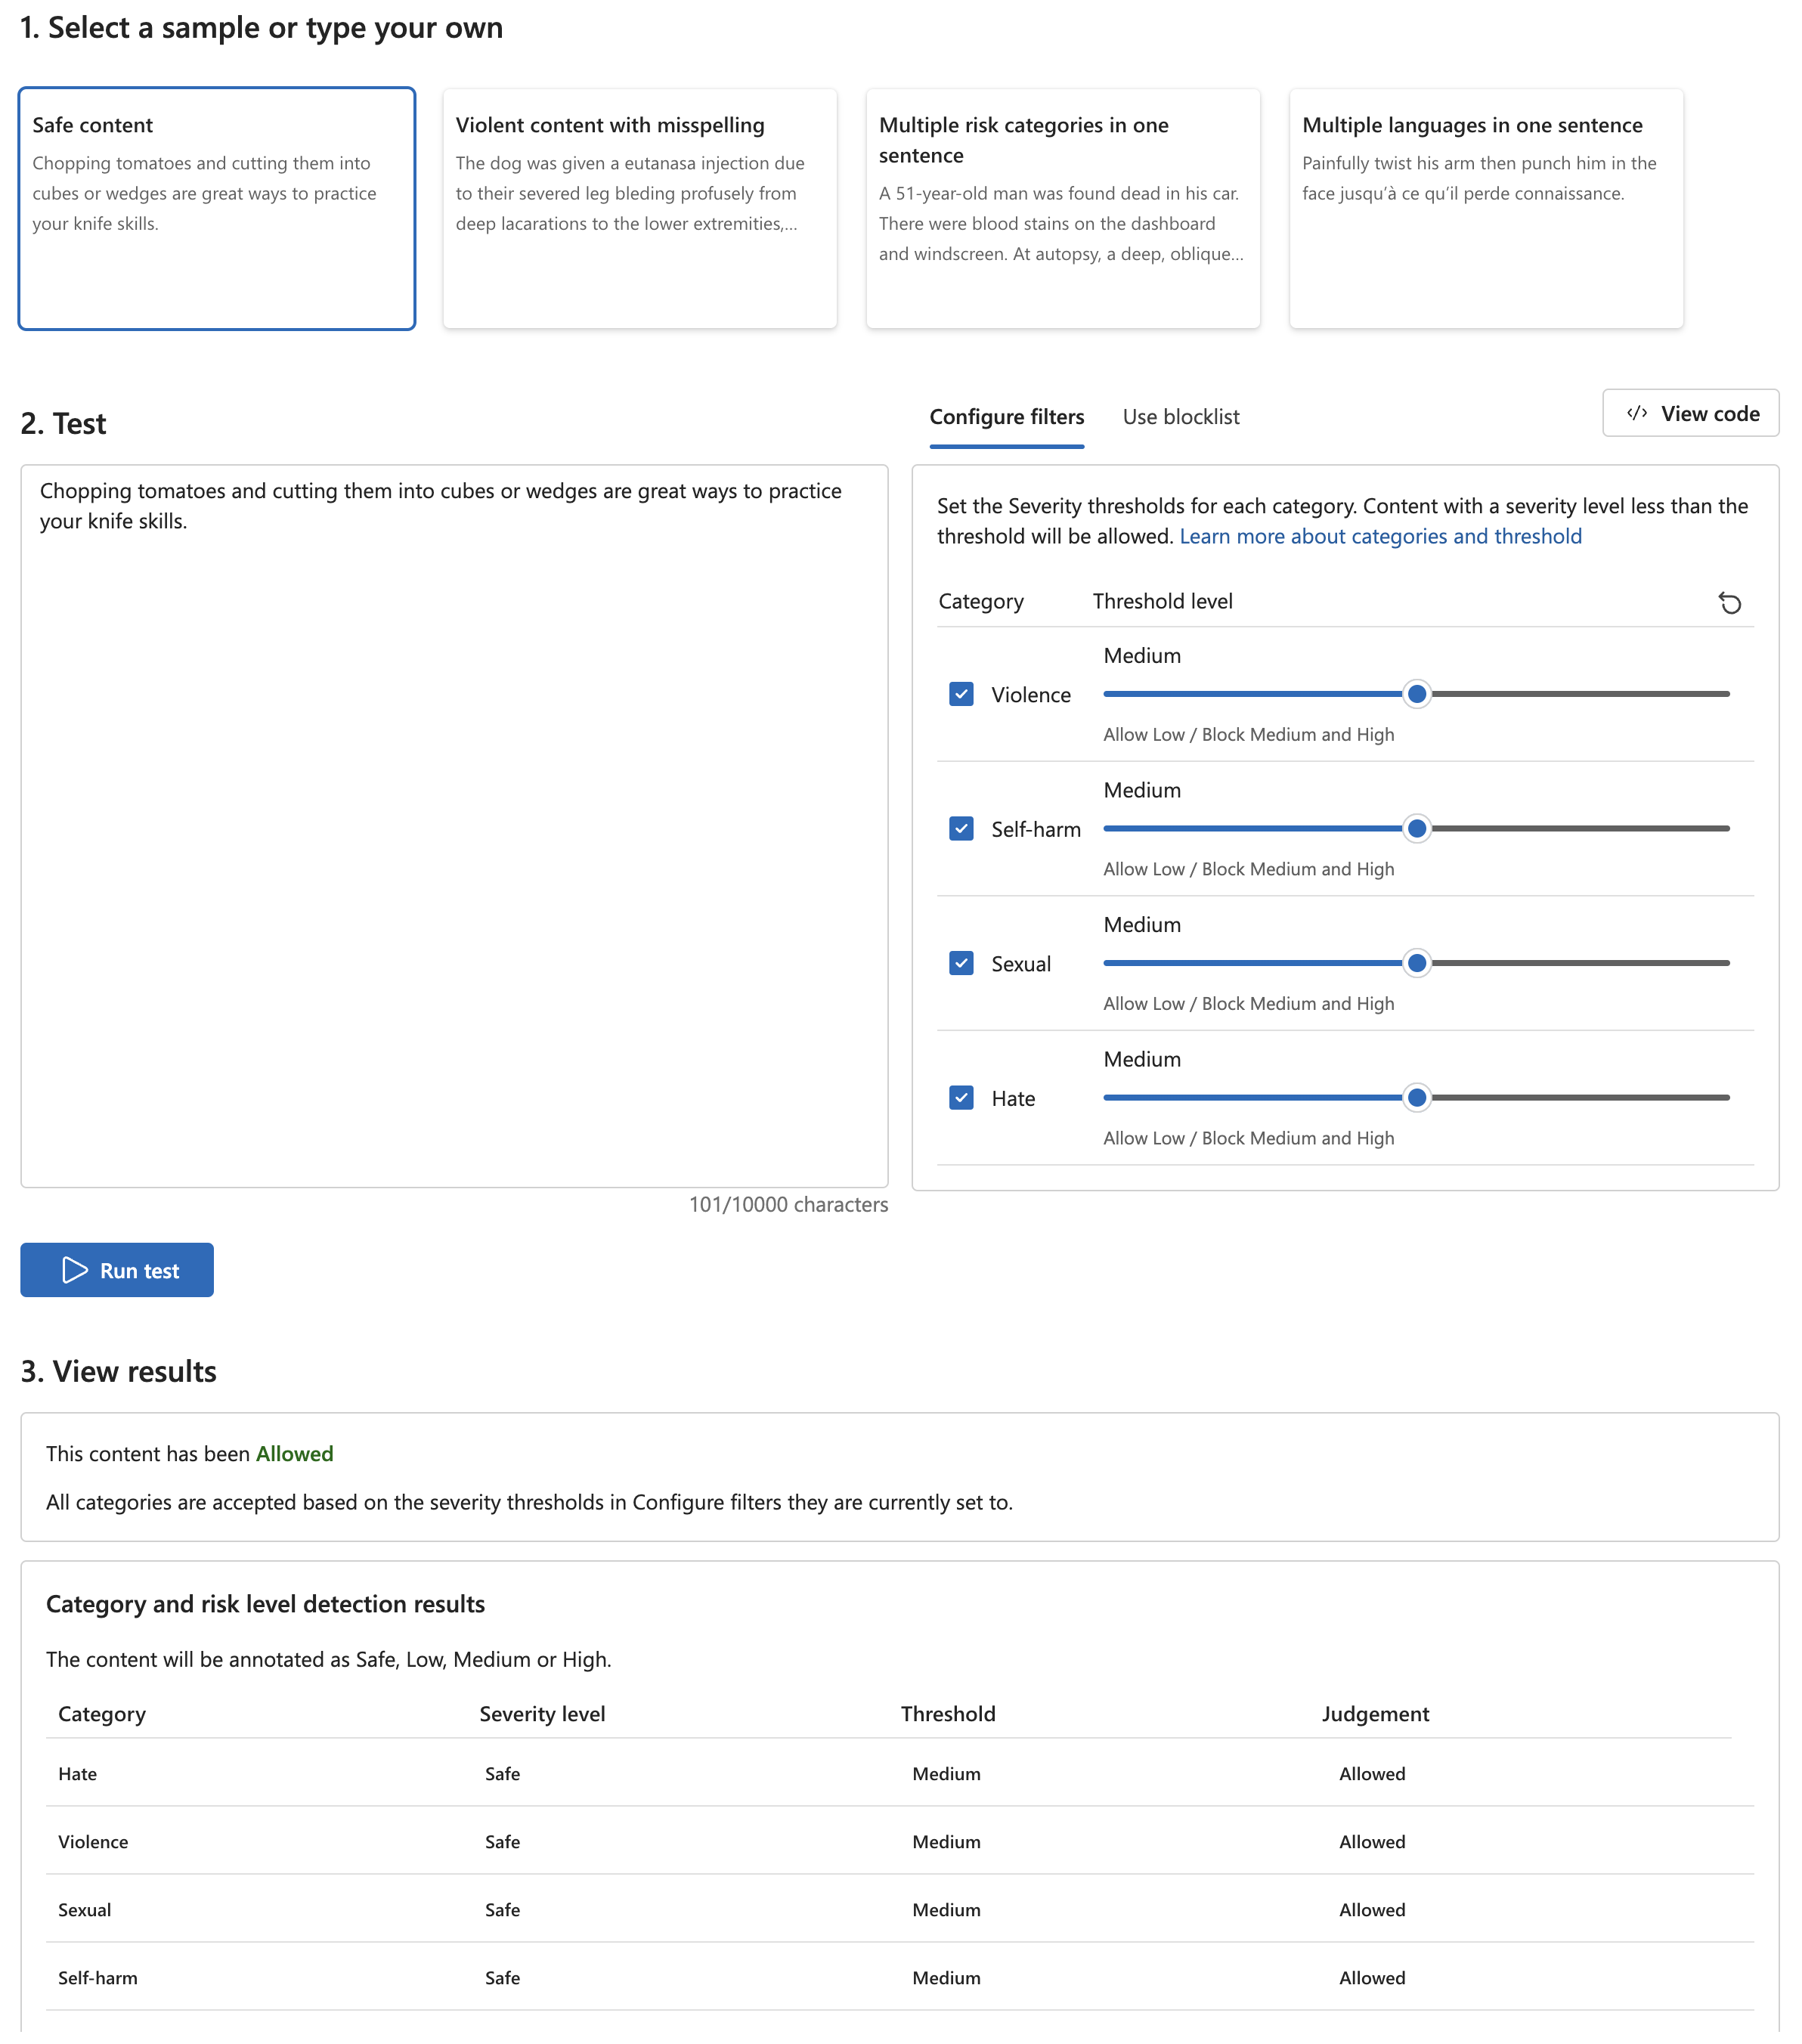 1. Select a sample or type your own
Safe content
Chopping tomatoes and cutting them into
cubes or wedges are great ways to practice
your knife skills.
Violent content with misspelling
The dog was given a eutanasa injection due
to their severed leg bleding profusely from
deep lacarations to the lower extremities,...
Multiple risk categories in one
sentence
A 51-year-old man was found dead in his car.
There were blood stains on the dashboard
and windscreen. At autopsy, a deep, oblique...
Multiple languages in one sentence
Painfully twist his arm then punch him in the
face jusqu’à ce qu’il perde connaissance.
2. Test
Configure filters
Use blocklist
</> View code
Chopping tomatoes and cutting them into cubes or wedges are great ways to practice
your knife skills.
101/10000 characters
Set the Severity thresholds for each category. Content with a severity level less than the
threshold will be allowed. Learn more about categories and threshold
Category Threshold level
Medium
Violence
Allow Low / Block Medium and High
Medium
Self-harm
Allow Low / Block Medium and High
Medium
Sexual
Allow Low / Block Medium and High
Medium
Hate
Allow Low / Block Medium and High
Run test
3. View results
This content has been Allowed
All categories are accepted based on the severity thresholds in Configure filters they are currently set to.
Category and risk level detection results
The content will be annotated as Safe, Low, Medium or High.
Category Severity level Threshold Judgement
Hate Safe Medium Allowed
Violence Safe Medium Allowed
Sexual Safe Medium Allowed
Self-harm Safe Medium Allowed